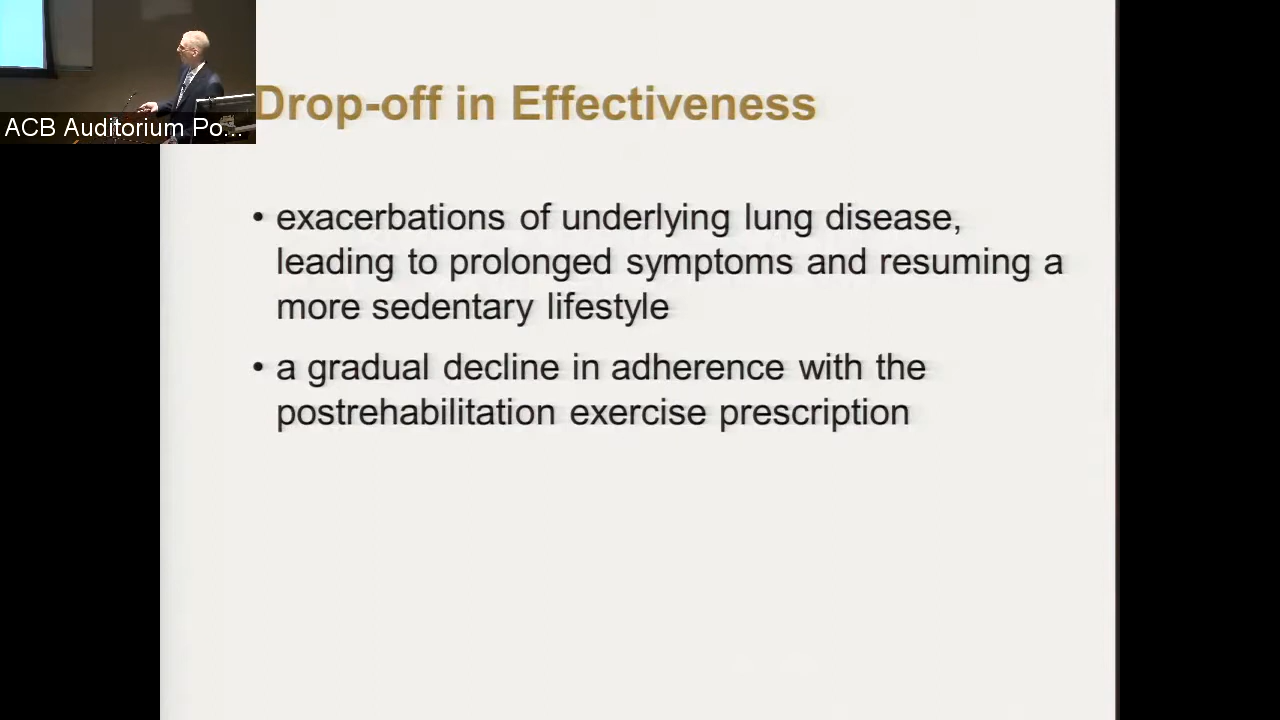 Drop-off in Effectiveness
ACB Auditorium Po...
• exacerbations of underlying lung disease,
leading to prolonged symptoms and resuming a
more sedentary lifestyle
• a gradual decline in adherence with the
postrehabilitation exercise prescription